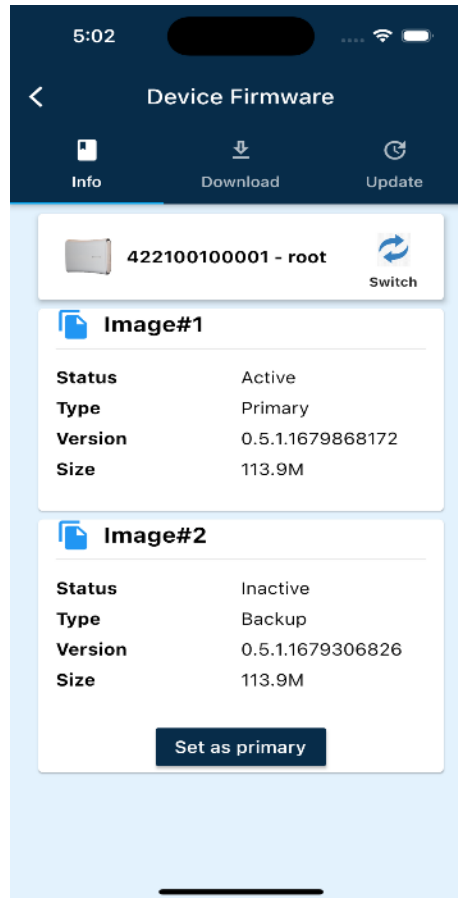 5:02
Device Firmware
Info Download Update
422100100001 - root
Switch
Image#1
Status Active
Type Primary
Version 0.5.1.1679868172
Size 113.9M
Image#2
Status Inactive
Type Backup
Version 0.5.1.1679306826
Size 113.9M
Set as primary